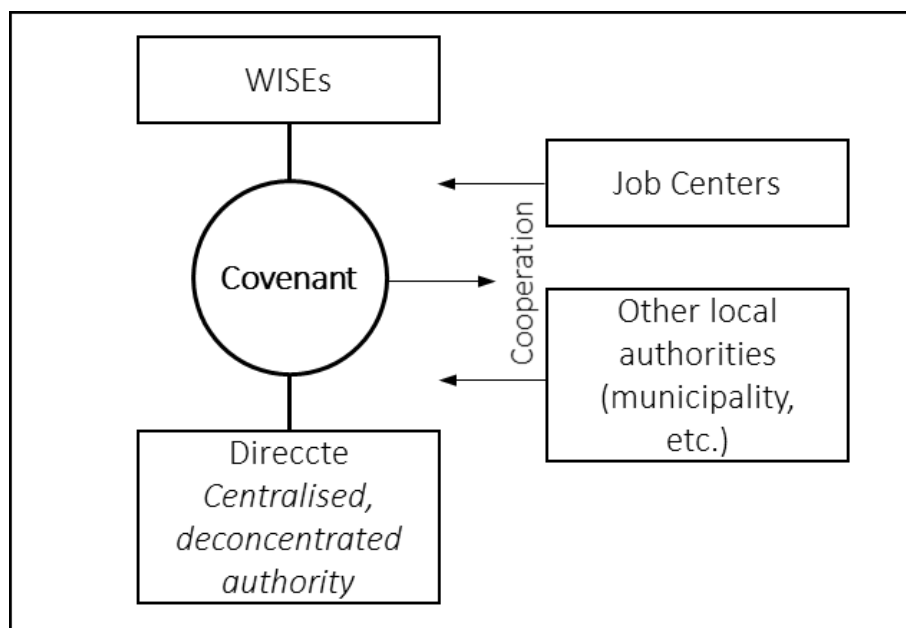 WISEs
Job Centers
Covenant
Cooperation
Other local
authorities
(municipality,
etc.)
Direccte
Centralised,
deconcentrated
authority